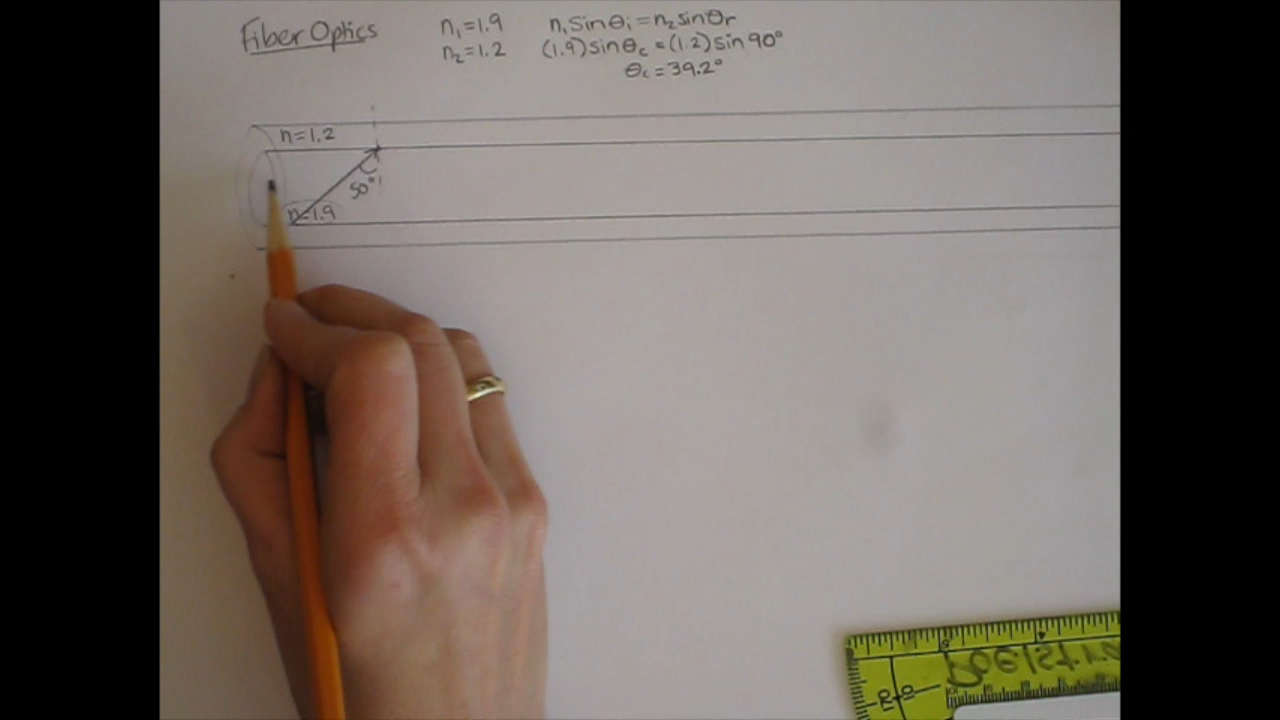 Fiber Optics
n₁=1.9
n₂=1.2
n₁sinθi=n₂sinθr
(1.9)sinθc=(1.2)sin90°
θc=39.2°
n=1.2
50°
n=1.9